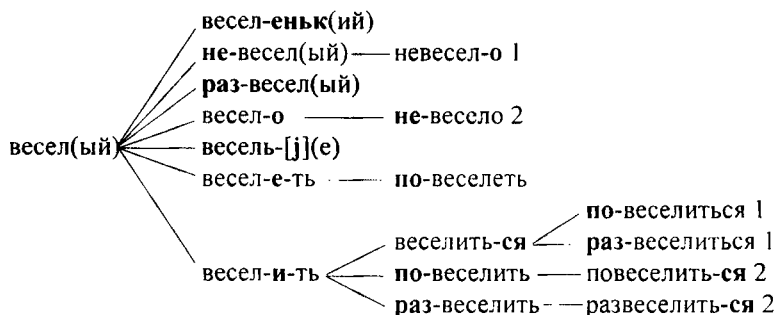 весел-еньк(ий)
не-весел(ый) — невесел-о 1
раз-весел(ый)
весел-о — не-весело 2
весел(ый) весель-[j](е)
весел-е-ть — по-веселеть
по-веселиться 1
веселить-ся раз-веселиться 1
весел-и-ть по-веселить — повеселить-ся 2
раз-веселить — развеселить-ся 2